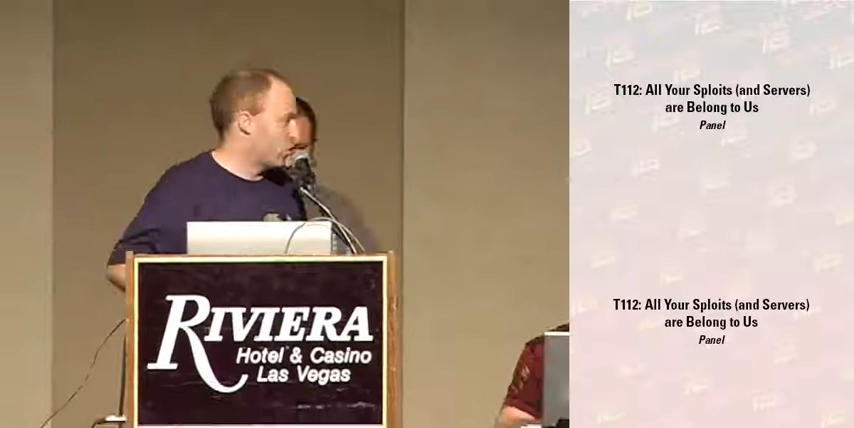 T112: All Your Sploits (and Servers)
are Belong to Us
Panel
RIVIERA
Hotel & Casino
Las Vegas
T112: All Your Sploits (and Servers)
are Belong to Us
Panel